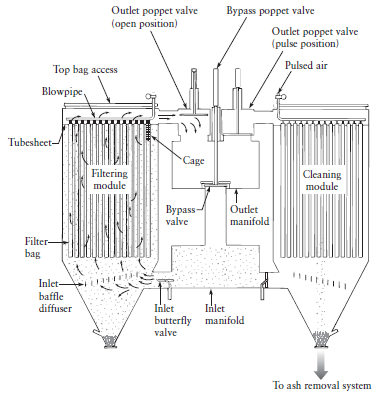 Outlet poppet valve
(open position)
Bypass poppet valve
Outlet poppet valve
(pulse position)
Top bag access
Pulsed air
Blowpipe
Tubesheet
Cage
Filtering
module
Cleaning
module
Bypass
valve
Outlet
manifold
Filter
bag
Inlet
baffle
diffuser
Inlet
butterfly
valve
Inlet
manifold
To ash removal system